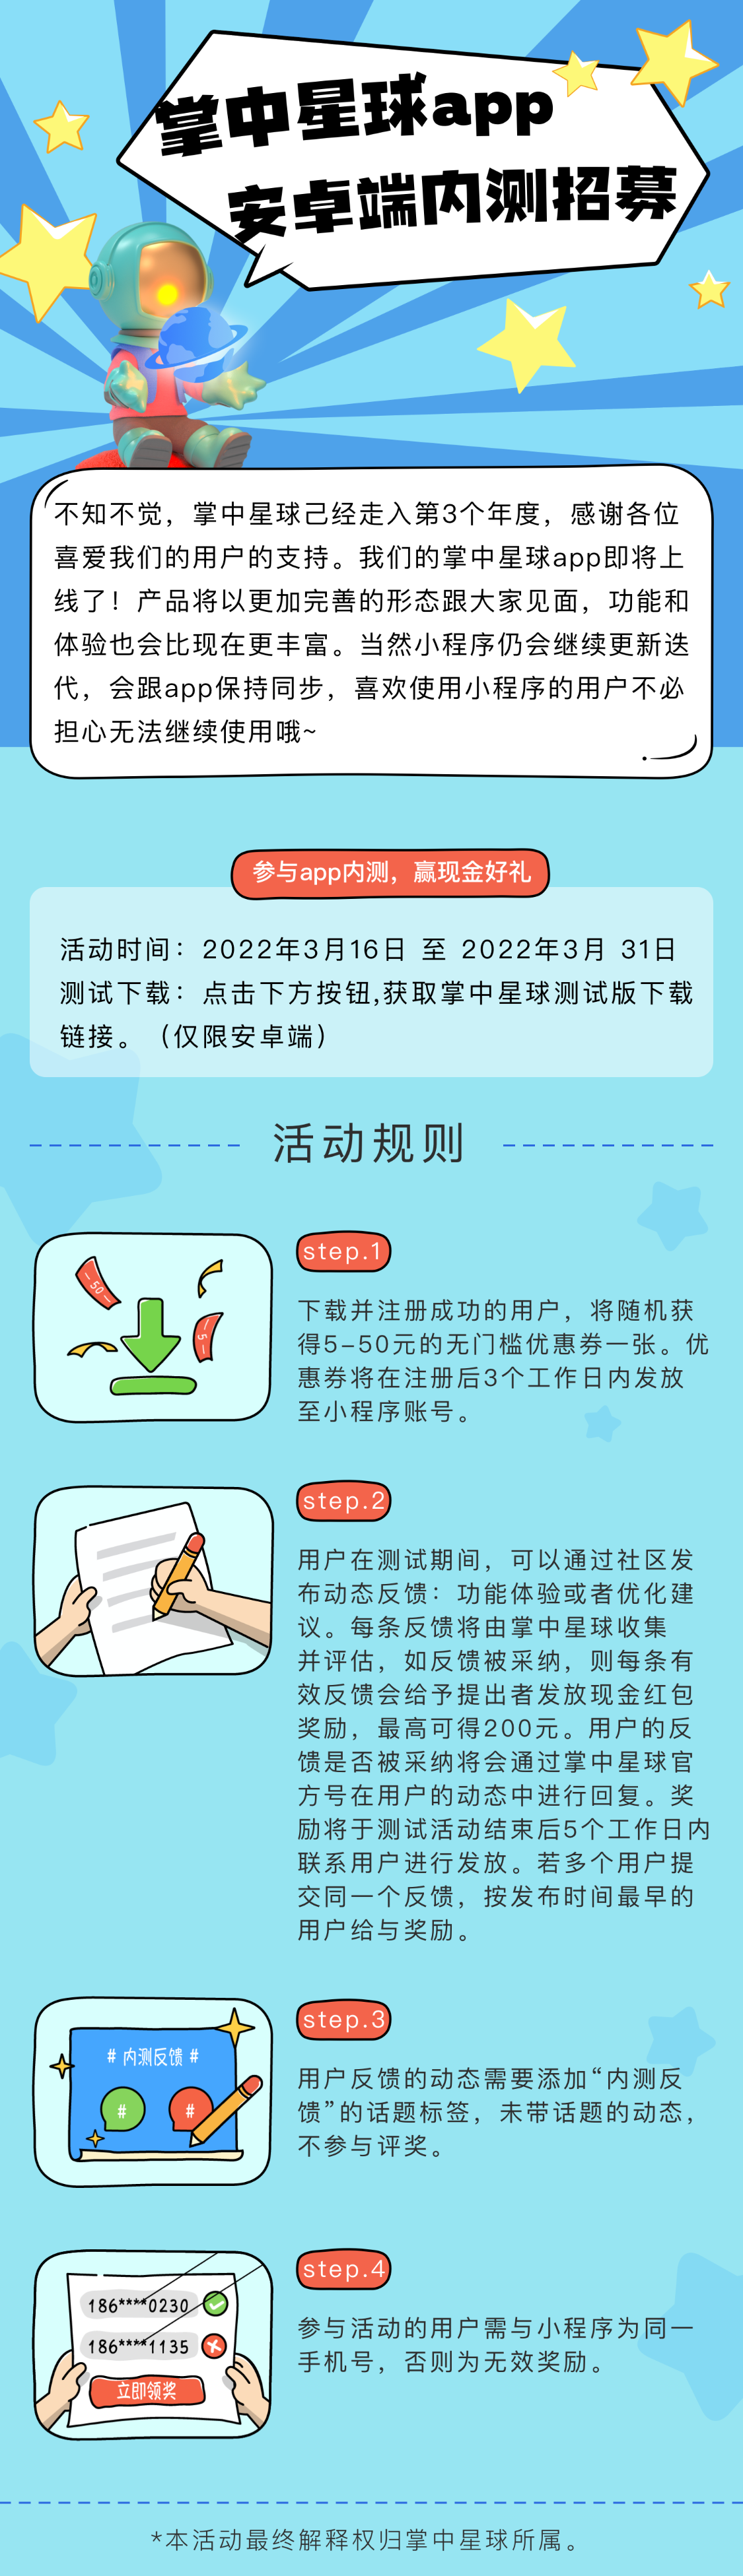 掌中星球app
安卓端内测招募
不知不觉，掌中星球己经走入第3个年度，感谢各位
喜爱我们的用户的支持。我们的掌中星球app即将上
线了！产品将以更加完善的形态跟大家见面，功能和
体验也会比现在更丰富。当然小程序仍会继续更新迭
代，会跟app保持同步，喜欢使用小程序的用户不必
担心无法继续使用哦~
参与app内测，赢现金好礼
活动时间：2022年3月16日 至 2022年3月 31日
测试下载：点击下方按钮,获取掌中星球测试版下载
链接。（仅限安卓端）
活动规则
50
5
step.1
下载并注册成功的用户，将随机获
得5-50元的无门槛优惠券一张。优
惠券将在注册后3个工作日内发放
至小程序账号。
step.2
用户在测试期间，可以通过社区发
布动态反馈：功能体验或者优化建
议。每条反馈将由掌中星球收集
并评估，如反馈被采纳，则每条有
效反馈会给予提出者发放现金红包
奖励，最高可得200元。用户的反
馈是否被采纳将会通过掌中星球官
方号在用户的动态中进行回复。奖
励将于测试活动结束后5个工作日内
联系用户进行发放。若多个用户提
交同一个反馈，按发布时间最早的
用户给与奖励。
# 内测反馈 #
# #
step.3
用户反馈的动态需要添加“内测反
馈”的话题标签，未带话题的动态，
不参与评奖。
186****0230
186****1135
立即领奖
step.4
参与活动的用户需与小程序为同一
手机号，否则为无效奖励。
*本活动最终解释权归掌中星球所属。